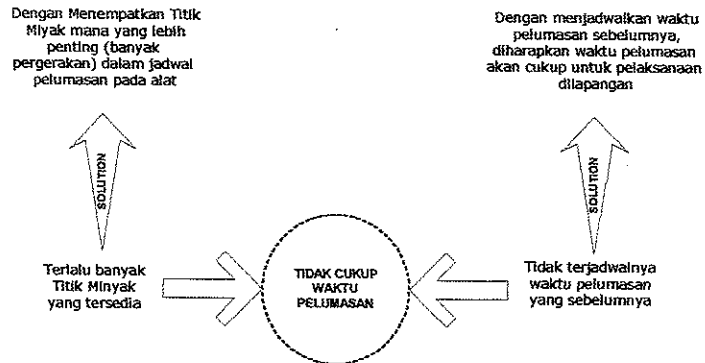 Dengan Menempatkan Titik
Miyak mana yang lebih
penting (banyak
pergerakan) dalam jadwal
pelumasan pada alat
Dengan menjadwalkan waktu
pelumasan sebelumnya,
diharapkan waktu pelumasan
akan cukup untuk pelaksanaan
dilapangan
SOLUTION
SOLUTION
Terlalu banyak
Titik Minyak
yang tersedia
TIDAK CUKUP
WAKTU
PELUMASAN
Tidak terjadwalnya
waktu pelumasan
yang sebelumnya